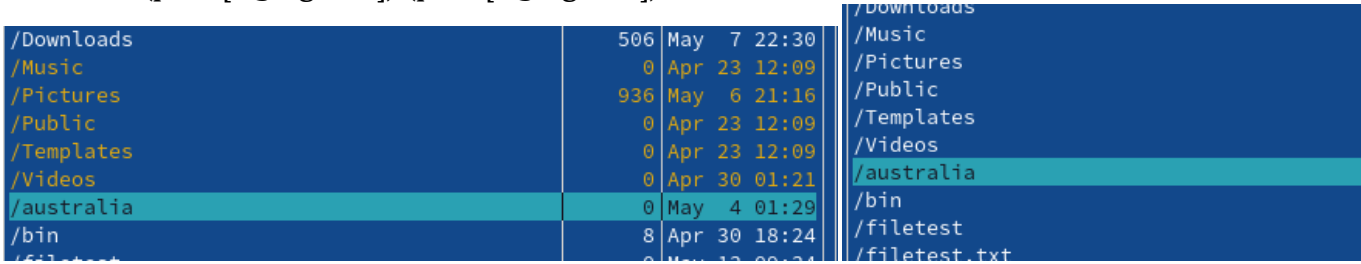 /Downloads 506 May 7 22:30
/Music 0 Apr 23 12:09
/Pictures 936 May 6 21:16
/Public 0 Apr 23 12:09
/Templates 0 Apr 23 12:09
/Videos 0 Apr 30 01:21
/australia 0 May 4 01:29
/bin 8 Apr 30 18:24
/Downloads
/Music
/Pictures
/Public
/Templates
/Videos
/australia
/bin
/filetest
/filetest.txt